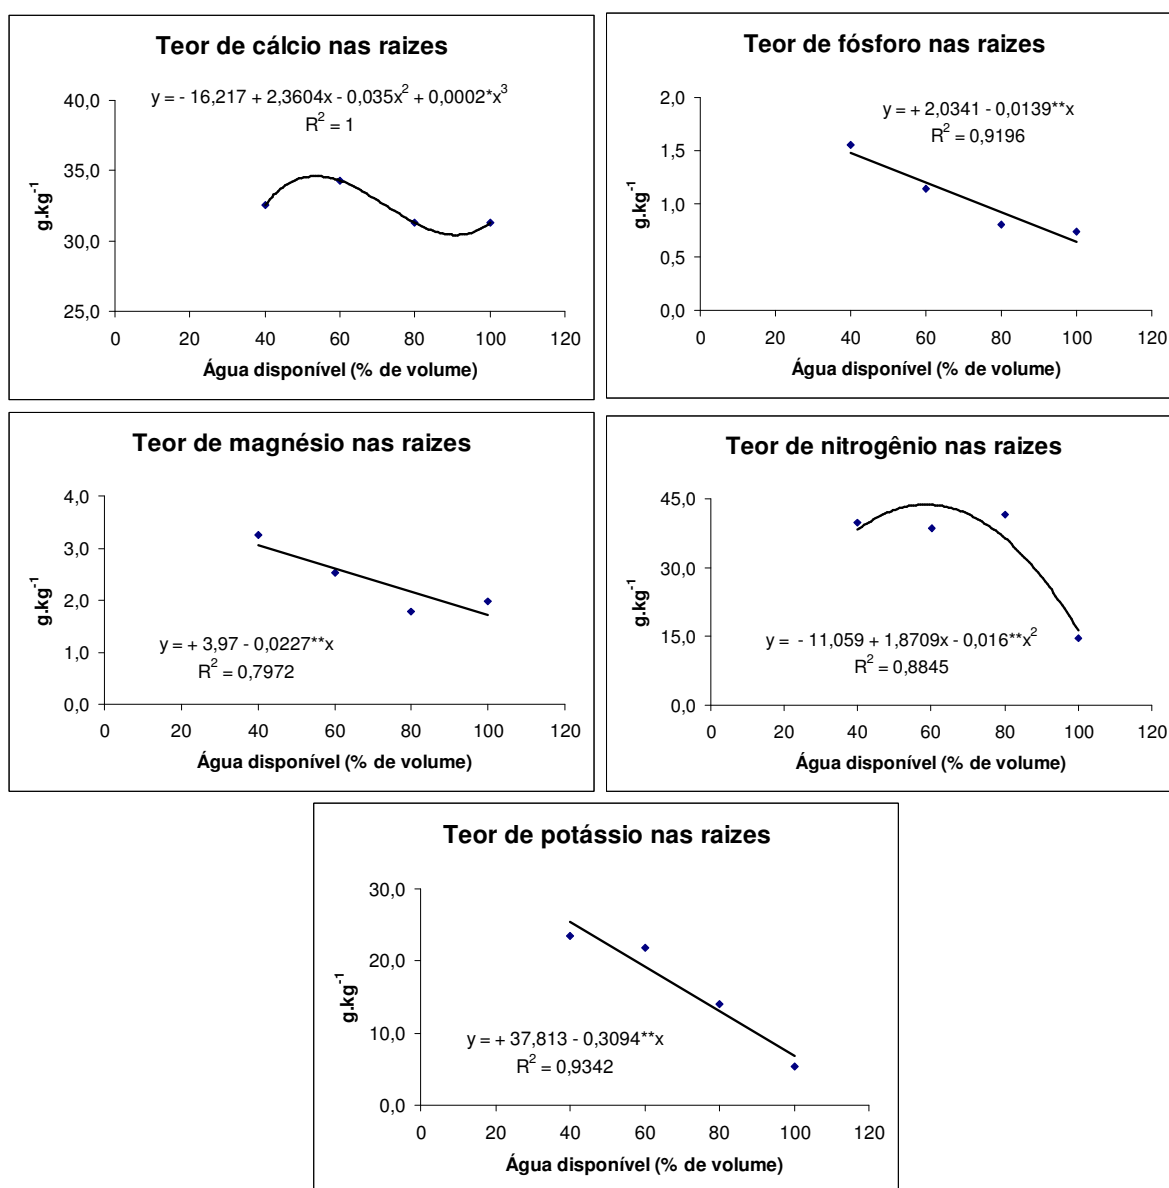 Teor de cálcio nas raizes
y = - 16,217 + 2,3604x - 0,035x² + 0,0002*x³
R² = 1
40,0
35,0
30,0
25,0
g.kg⁻¹
0 20 40 60 80 100 120
Água disponível (% de volume)
Teor de fósforo nas raizes
y = + 2,0341 - 0,0139**x
R² = 0,9196
2,0
1,5
1,0
0,5
0,0
g.kg⁻¹
0 20 40 60 80 100 120
Água disponível (% de volume)
Teor de magnésio nas raizes
4,0
3,0
2,0
1,0
0,0
g.kg⁻¹
y = + 3,97 - 0,0227**x
R² = 0,7972
0 20 40 60 80 100 120
Água disponível (% de volume)
Teor de nitrogênio nas raizes
45,0
30,0
15,0
0,0
g.kg⁻¹
y = - 11,059 + 1,8709x - 0,016**x²
R² = 0,8845
0 20 40 60 80 100 120
Água disponível (% de volume)
Teor de potássio nas raizes
30,0
20,0
10,0
0,0
g.kg⁻¹
y = + 37,813 - 0,3094**x
R² = 0,9342
0 20 40 60 80 100 120
Água disponível (% de volume)